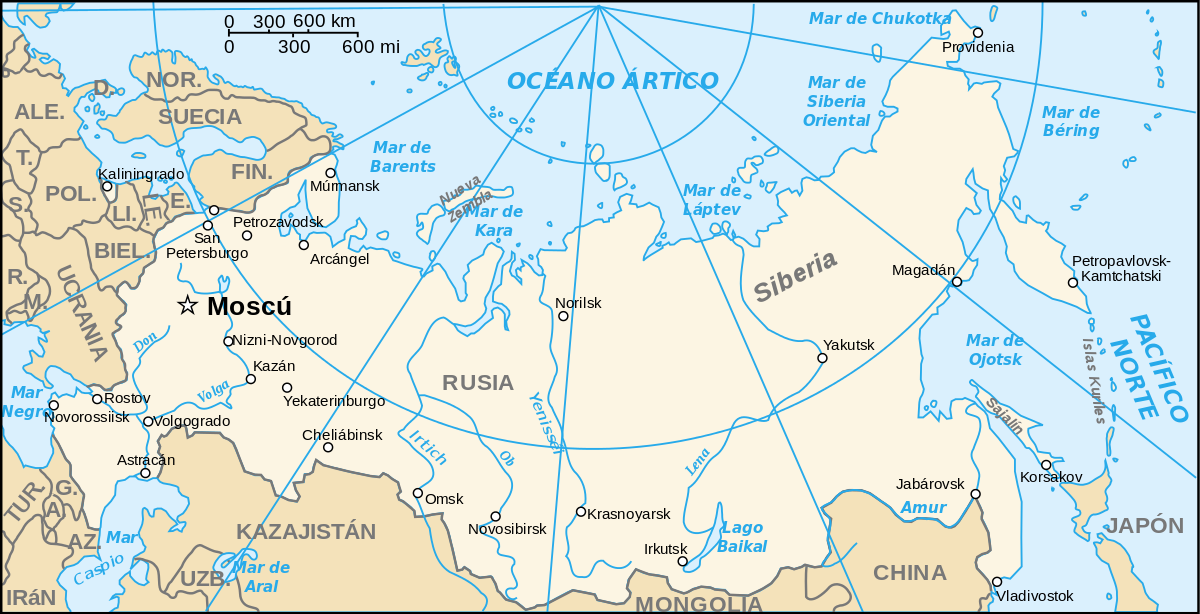 0 300 600 km
0 300 600 mi
Mar de Chukotka
Providenia
OCÉANO ÁRTICO
Mar de
Siberia
Oriental
Mar de
Béring
D.
NOR.
SUECIA
ALE.
FIN.
Mar de
Barents
T.
Kaliningrado
Múrmansk
POL.
S.
LI.
LE.
E.
Nueva
Zembla
Mar de
Kara
Mar de
Láptev
Petrozavodsk
San
Petersburgo
Arcángel
BIEL.
R.
M.
UCRANIA
Moscú
Norilsk
Siberia
Magadán
Petropavlovsk-
Kamtchatski
Don
Nizni-Novgorod
Kazán
Volga
Yekaterinburgo
RUSIA
Yakutsk
Mar de
Ojotsk
Islas Kuriles
PACÍFICO
NORTE
Mar
Negro
Rostov
Novorossiisk
Volgogrado
Cheliábinsk
Astracán
Irtich
Ob
Yenisséi
Lena
Sajalín
Korsakov
Jabárovsk
Amur
Omsk
Novosibirsk
Krasnoyarsk
Irkutsk
Lago
Baikal
TUR.
G.
A.
AZ.
Mar
Caspio
KAZAJISTÁN
UZB.
Mar de
Aral
IRáN
MONGOLIA
CHINA
Vladivostok
JAPÓN